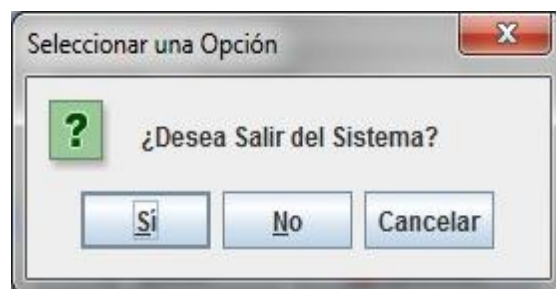 Seleccionar una Opción
¿Desea Salir del Sistema?
Sí No Cancelar